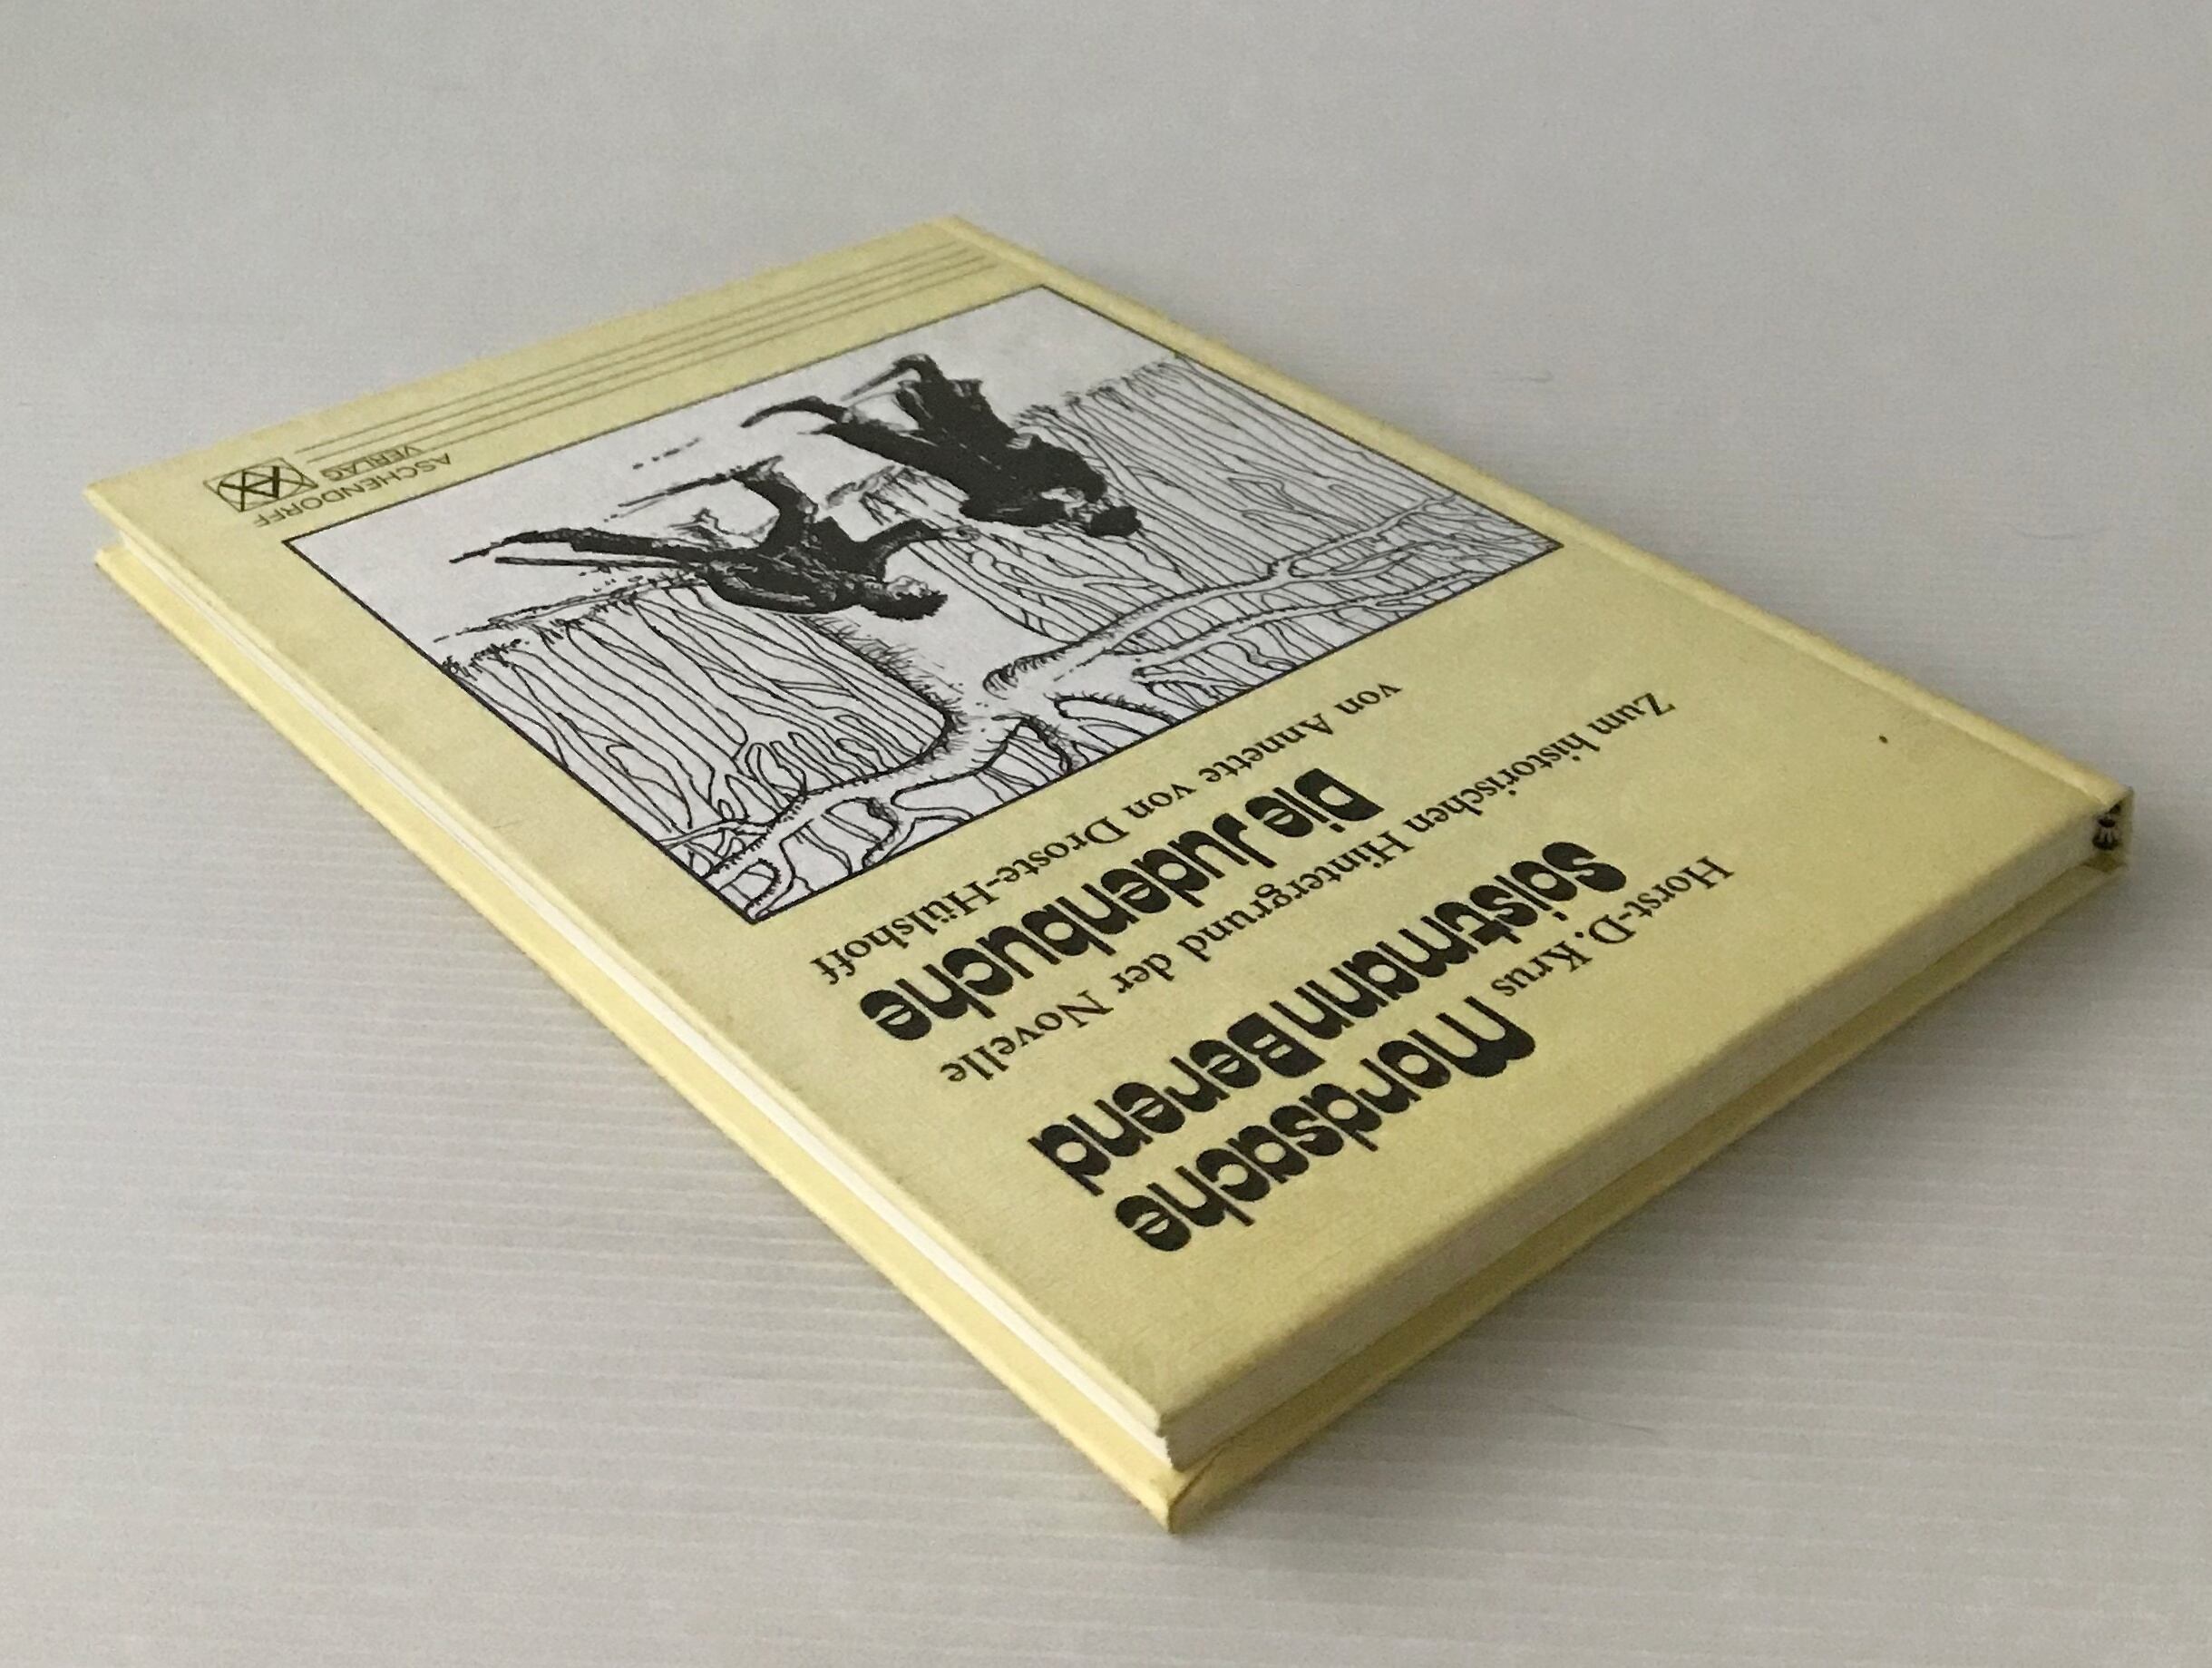 Horst-D. Krus
Mordsache
Soistmann Berend
Zum historischen Hintergrund der Novelle
Die Judenbuche
von Annette von Droste-Hülshoff
ASCHENDORFF
VERLAG